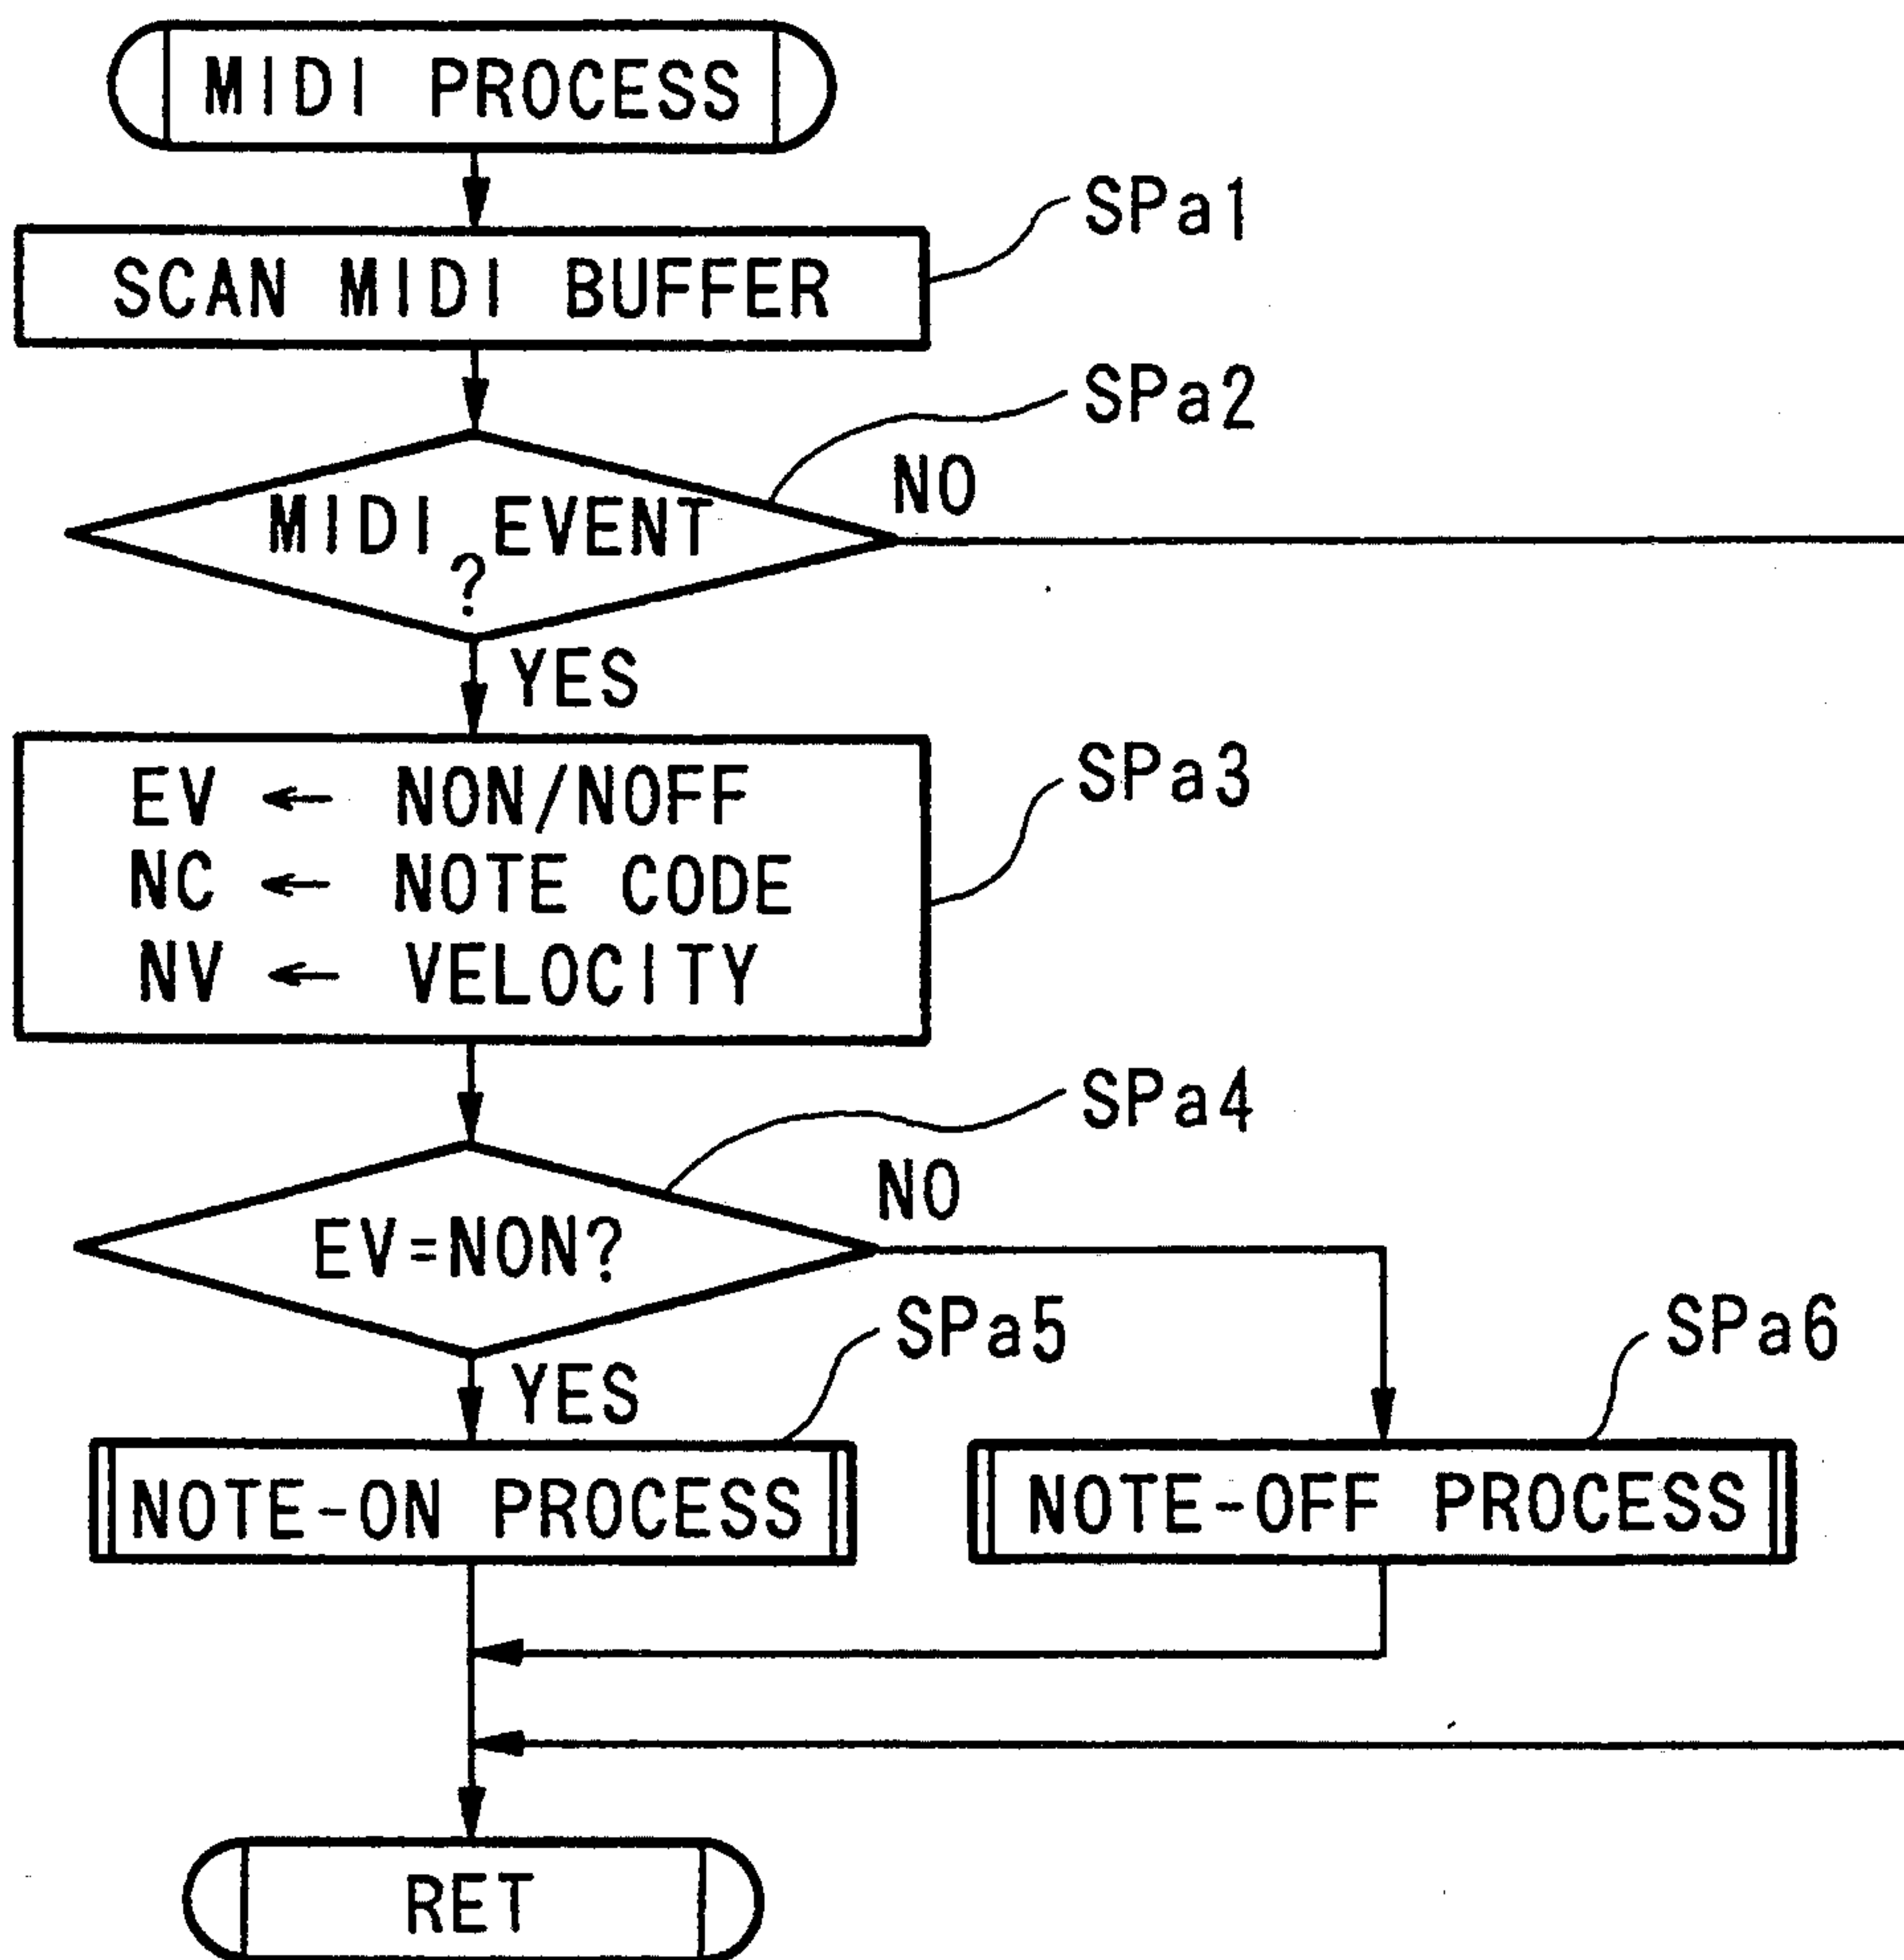 MIDI PROCESS
SPa1
SCAN MIDI BUFFER
SPa2
NO
MIDI EVENT
?
YES
SPa3
EV ← NON/NOFF
NC ← NOTE CODE
NV ← VELOCITY
SPa4
NO
EV=NON?
SPa5
SPa6
YES
NOTE-ON PROCESS
NOTE-OFF PROCESS
RET